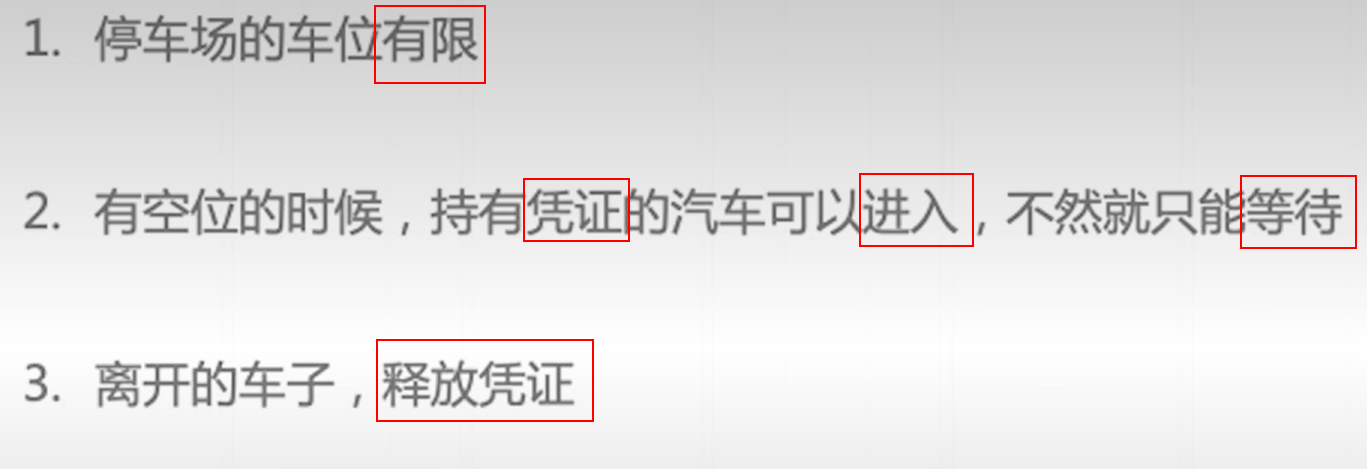 1. 停车场的车位有限
2. 有空位的时候，持有凭证的汽车可以进入，不然就只能等待
3. 离开的车子，释放凭证